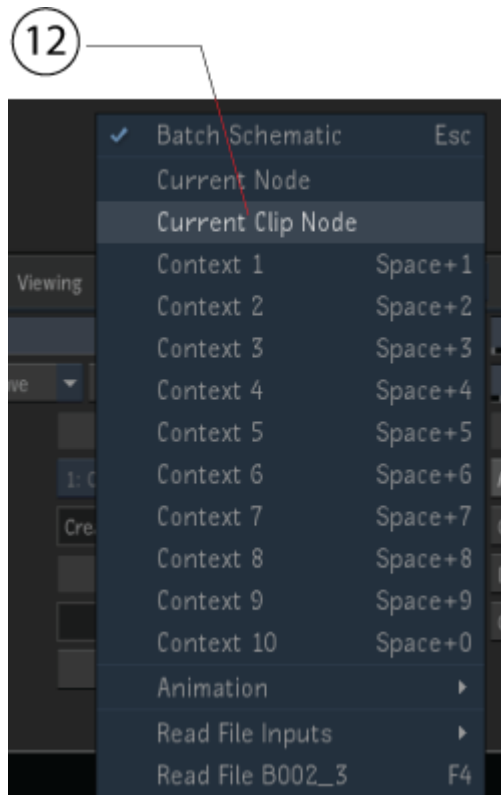 12
Batch Schematic Esc
Current Node
Current Clip Node
Context 1 Space+1
Viewing
Context 2 Space+2
Context 3 Space+3
Context 4 Space+4
Context 5 Space+5
Context 6 Space+6
1:
Context 7 Space+7
Cre
Context 8 Space+8
Context 9 Space+9
Context 10 Space+0
Animation
Read File Inputs
Read File B002_3 F4